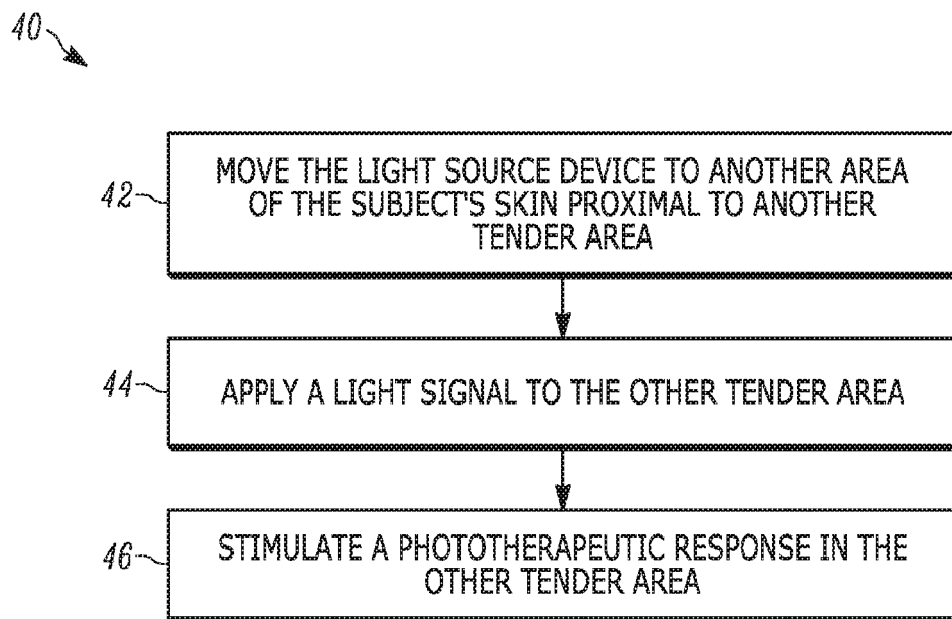 40
42
MOVE THE LIGHT SOURCE DEVICE TO ANOTHER AREA
OF THE SUBJECT'S SKIN PROXIMAL TO ANOTHER
TENDER AREA
44
APPLY A LIGHT SIGNAL TO THE OTHER TENDER AREA
46
STIMULATE A PHOTOTHERAPEUTIC RESPONSE IN THE
OTHER TENDER AREA